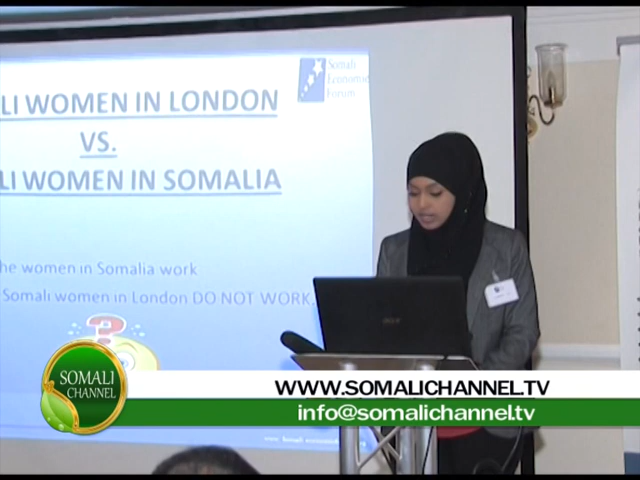 Somali
Economic
Forum
LI WOMEN IN LONDON
VS.
LI WOMEN IN SOMALIA
he women in Somalia work
Somali women in London DO NOT WORK.
?
acer
SOMALI
CHANNEL
WWW.SOMALICHANNEL.TV
info@somalichannel.tv